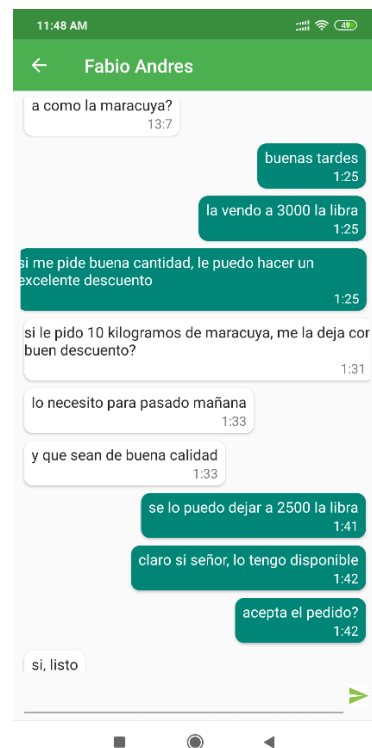 11:48 AM
49
Fabio Andres
a como la maracuya?
13:7
buenas tardes
1:25
la vendo a 3000 la libra
1:25
si me pide buena cantidad, le puedo hacer un
excelente descuento
1:25
si le pido 10 kilogramos de maracuya, me la deja con
buen descuento?
1:31
lo necesito para pasado mañana
1:33
y que sean de buena calidad
1:33
se lo puedo dejar a 2500 la libra
1:41
claro si señor, lo tengo disponible
1:42
acepta el pedido?
1:42
si, listo